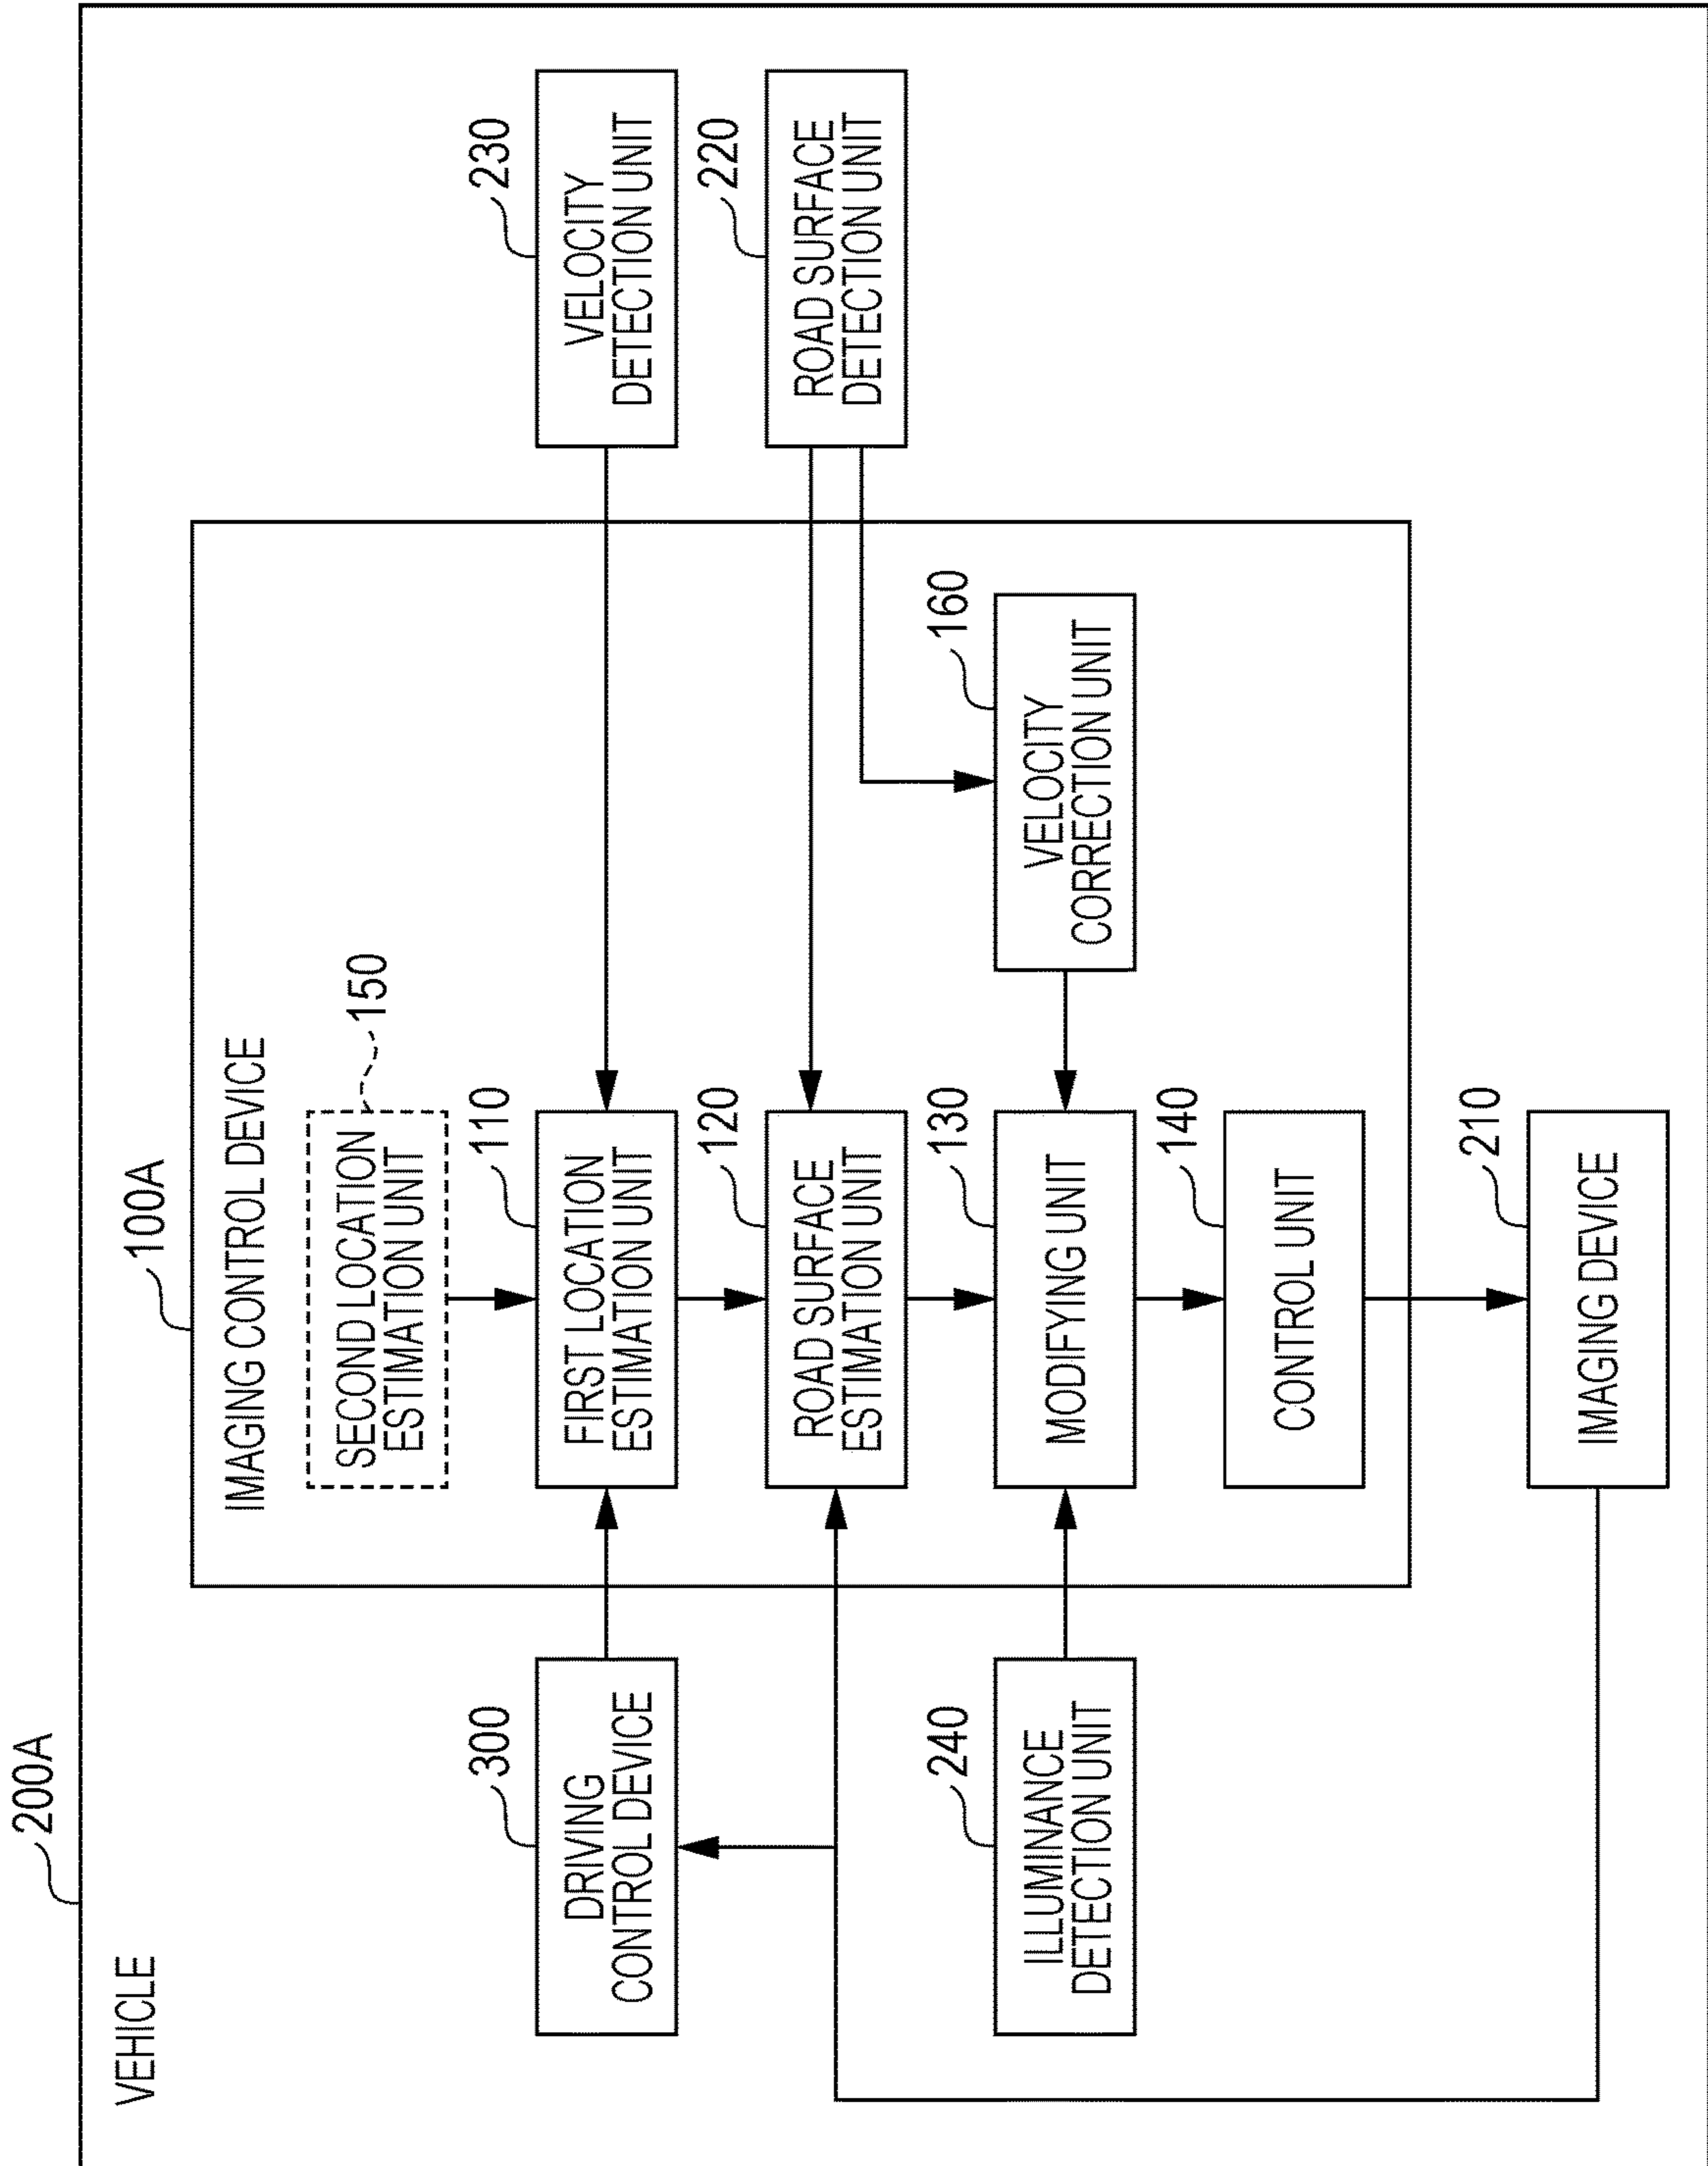 200A
VEHICLE
100A
IMAGING CONTROL DEVICE
SECOND LOCATION
ESTIMATION UNIT
150
300
DRIVING
CONTROL DEVICE
110
FIRST LOCATION
ESTIMATION UNIT
230
VELOCITY
DETECTION UNIT
120
ROAD SURFACE
ESTIMATION UNIT
220
ROAD SURFACE
DETECTION UNIT
240
ILLUMINANCE
DETECTION UNIT
130
MODIFYING UNIT
160
VELOCITY
CORRECTION UNIT
140
CONTROL UNIT
210
IMAGING DEVICE